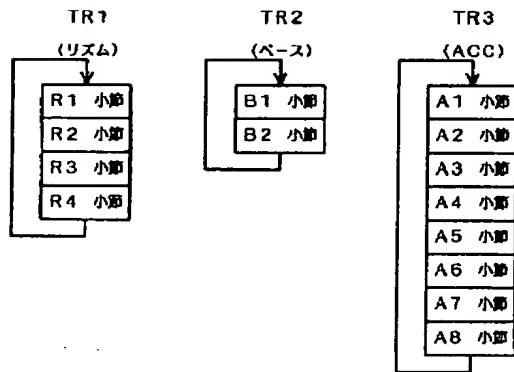 TR1
(リズム)
R1 小節
R2 小節
R3 小節
R4 小節
TR2
(ベース)
B1 小節
B2 小節
TR3
(ACC)
A1 小節
A2 小節
A3 小節
A4 小節
A5 小節
A6 小節
A7 小節
A8 小節